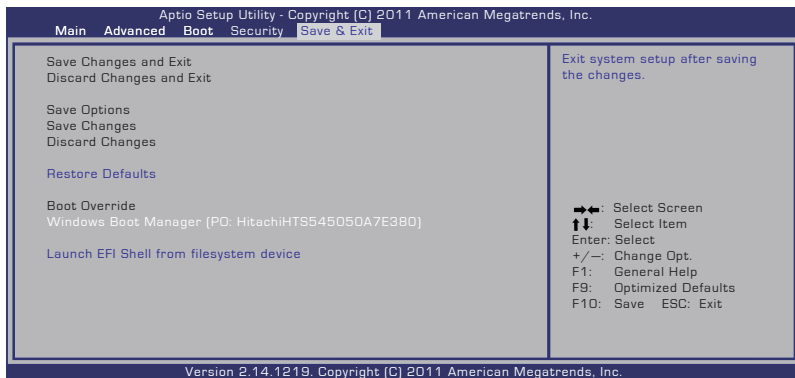 Aptio Setup Utility - Copyright (C) 2011 American Megatrends, Inc.
Main Advanced Boot Security Save & Exit
Save Changes and Exit
Discard Changes and Exit
Save Options
Save Changes
Discard Changes
Restore Defaults
Boot Override
Windows Boot Manager (PO: HitachiHTS545050A7E380)
Launch EFI Shell from filesystem device
Exit system setup after saving
the changes.
→←: Select Screen
↑↓: Select Item
Enter: Select
+/—: Change Opt.
F1: General Help
F9: Optimized Defaults
F10: Save ESC: Exit
Version 2.14.1219. Copyright (C) 2011 American Megatrends, Inc.